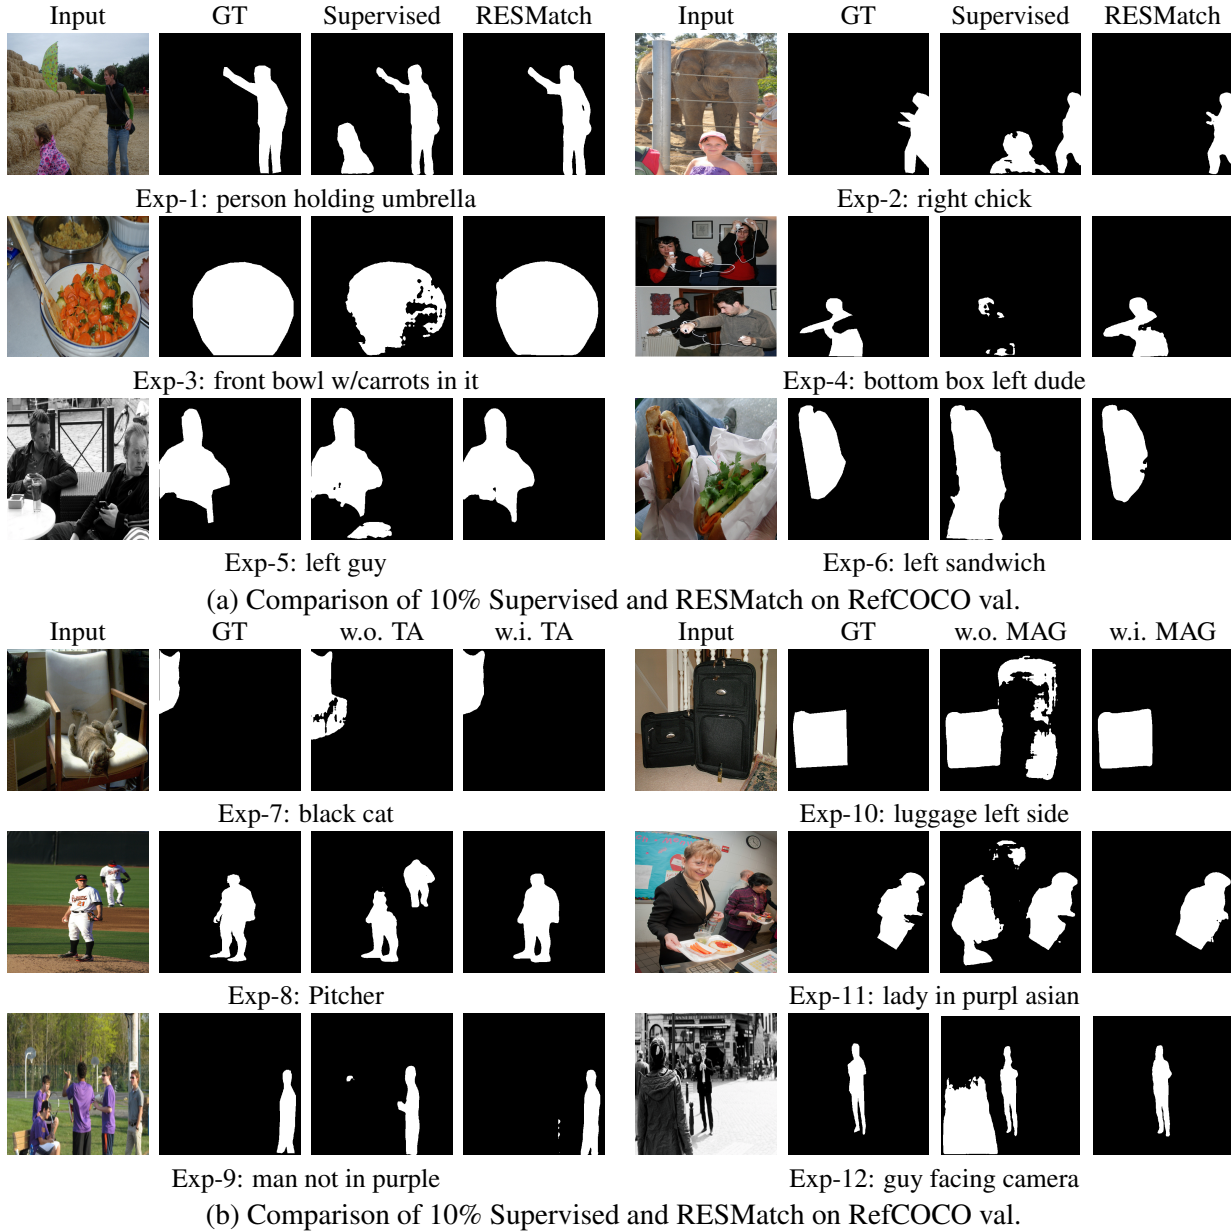 Input GT Supervised RESMatch Input GT Supervised RESMatch
Exp-1: person holding umbrella Exp-2: right chick
Exp-3: front bowl w/carrots in it Exp-4: bottom box left dude
Exp-5: left guy Exp-6: left sandwich
(a) Comparison of 10% Supervised and RESMatch on RefCOCO val.
Input GT w.o. TA w.i. TA Input GT w.o. MAG w.i. MAG
Exp-7: black cat Exp-10: luggage left side
Exp-8: Pitcher Exp-11: lady in purpl asian
Exp-9: man not in purple Exp-12: guy facing camera
(b) Comparison of 10% Supervised and RESMatch on RefCOCO val.